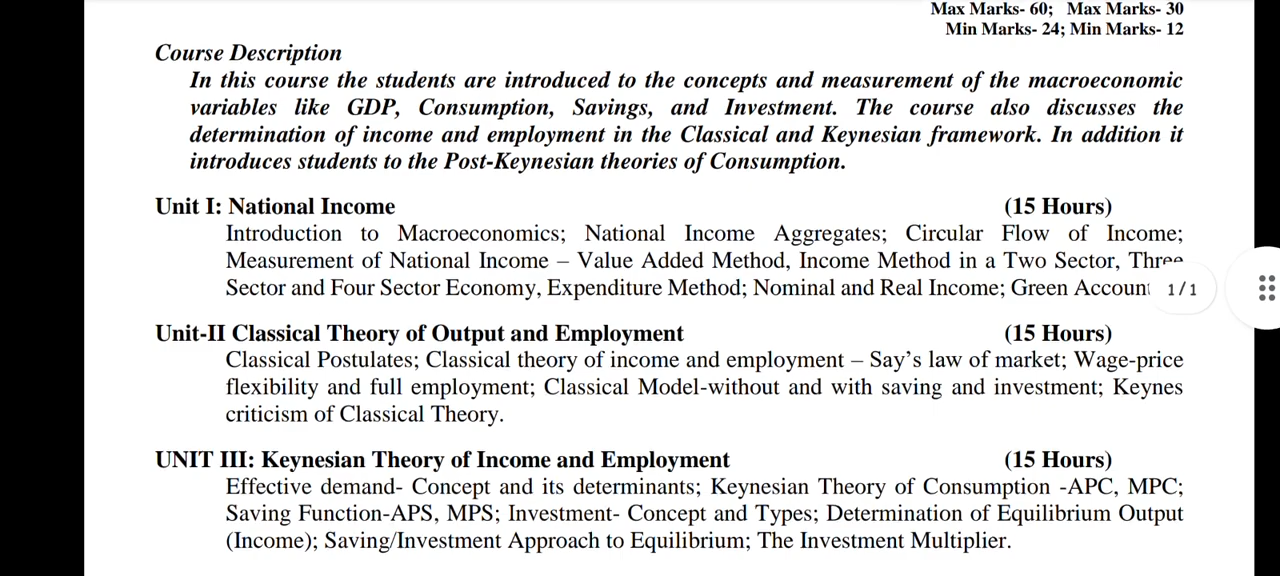 Max Marks- 60; Max Marks- 30
Min Marks- 24; Min Marks- 12
Course Description
In this course the students are introduced to the concepts and measurement of the macroeconomic
variables like GDP, Consumption, Savings, and Investment. The course also discusses the
determination of income and employment in the Classical and Keynesian framework. In addition it
introduces students to the Post-Keynesian theories of Consumption.
Unit I: National Income (15 Hours)
Introduction to Macroeconomics; National Income Aggregates; Circular Flow of Income;
Measurement of National Income – Value Added Method, Income Method in a Two Sector, Three
Sector and Four Sector Economy, Expenditure Method; Nominal and Real Income; Green Account 1/1
Unit-II Classical Theory of Output and Employment (15 Hours)
Classical Postulates; Classical theory of income and employment – Say's law of market; Wage-price
flexibility and full employment; Classical Model-without and with saving and investment; Keynes
criticism of Classical Theory.
UNIT III: Keynesian Theory of Income and Employment (15 Hours)
Effective demand- Concept and its determinants; Keynesian Theory of Consumption -APC, MPC;
Saving Function-APS, MPS; Investment- Concept and Types; Determination of Equilibrium Output
(Income); Saving/Investment Approach to Equilibrium; The Investment Multiplier.